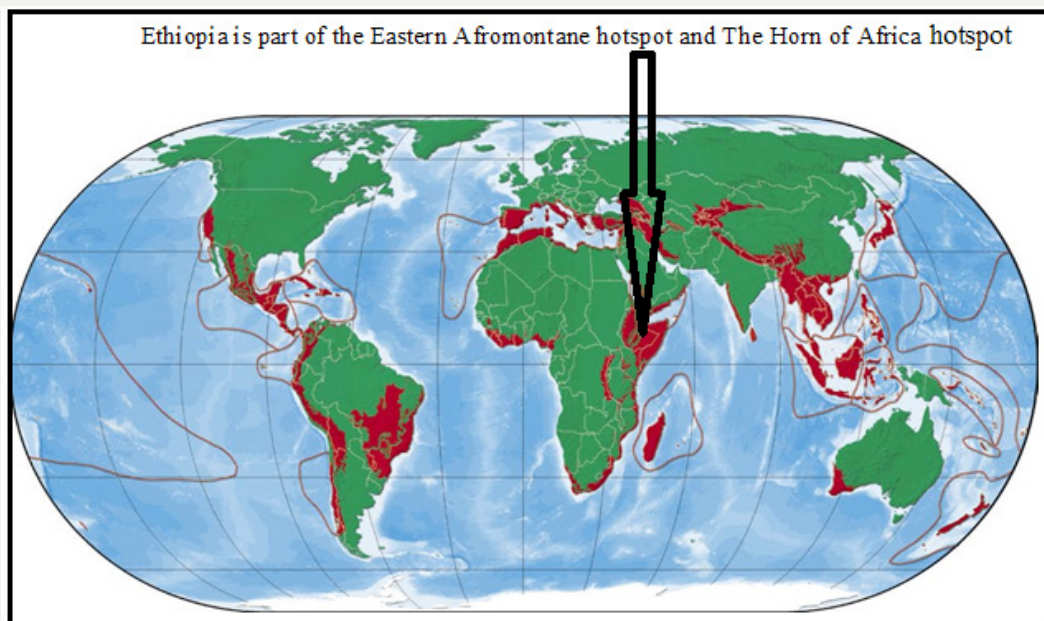 Ethiopia is part of the Eastern Afromontane hotspot and The Horn of Africa hotspot